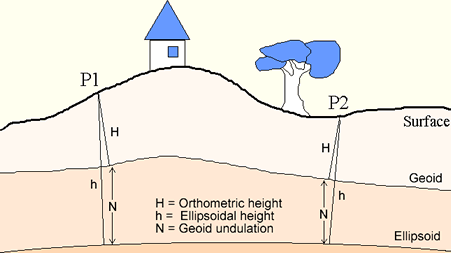 P1
P2
Surface
H
H
Geoid
h
h
N
N
H = Orthometric height
h = Ellipsoidal height
N = Geoid undulation
Ellipsoid